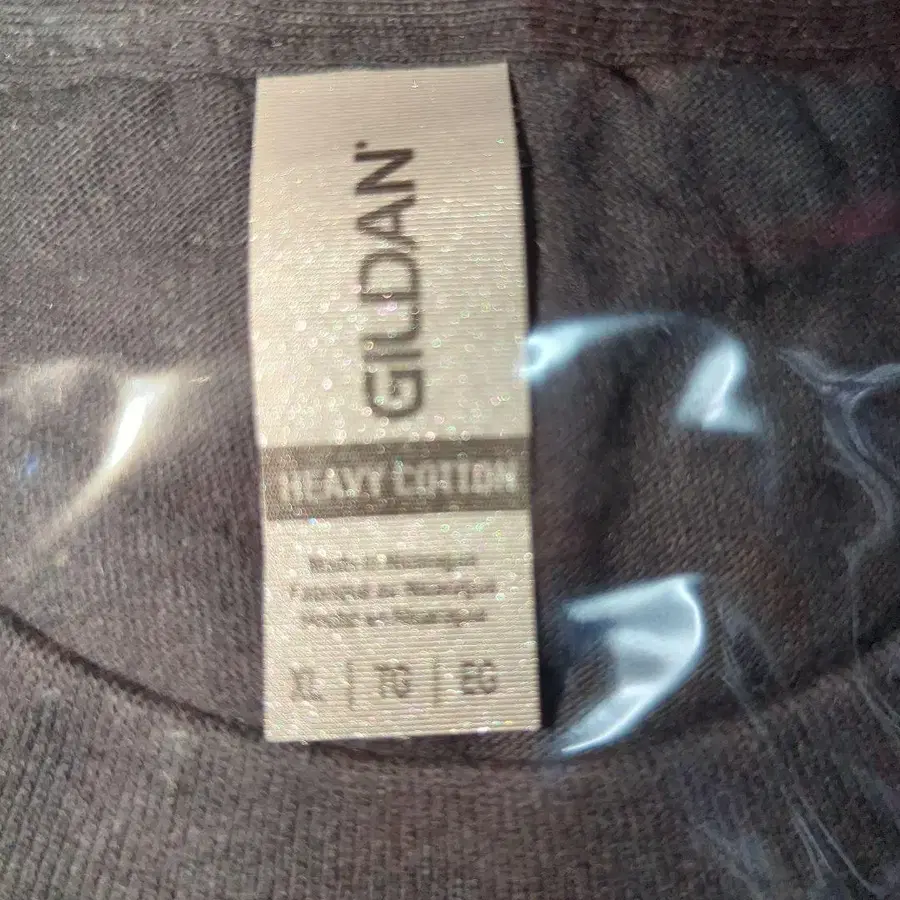 GILDAN
HEAVY COTTON
Made in Nicaragua
Fabriqué au Nicaragua
Hecho en Nicaragua
XL | TG | EG